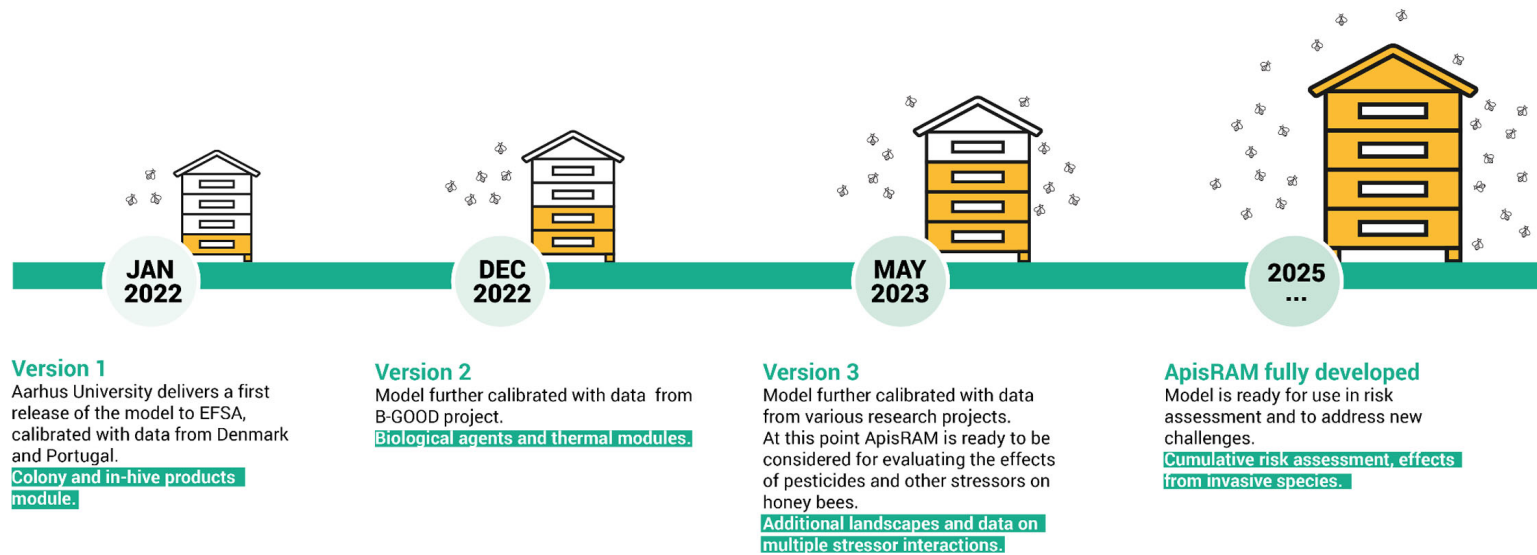 JAN
2022
DEC
2022
MAY
2023
2025
...
Version 1
Aarhus University delivers a first
release of the model to EFSA,
calibrated with data from Denmark
and Portugal.
Colony and in-hive products
module.
Version 2
Model further calibrated with data from
B-GOOD project.
Biological agents and thermal modules.
Version 3
Model further calibrated with data
from various research projects.
At this point ApisRAM is ready to be
considered for evaluating the effects
of pesticides and other stressors on
honey bees.
Additional landscapes and data on
multiple stressor interactions.
ApisRAM fully developed
Model is ready for use in risk
assessment and to address new
challenges.
Cumulative risk assessment, effects
from invasive species.